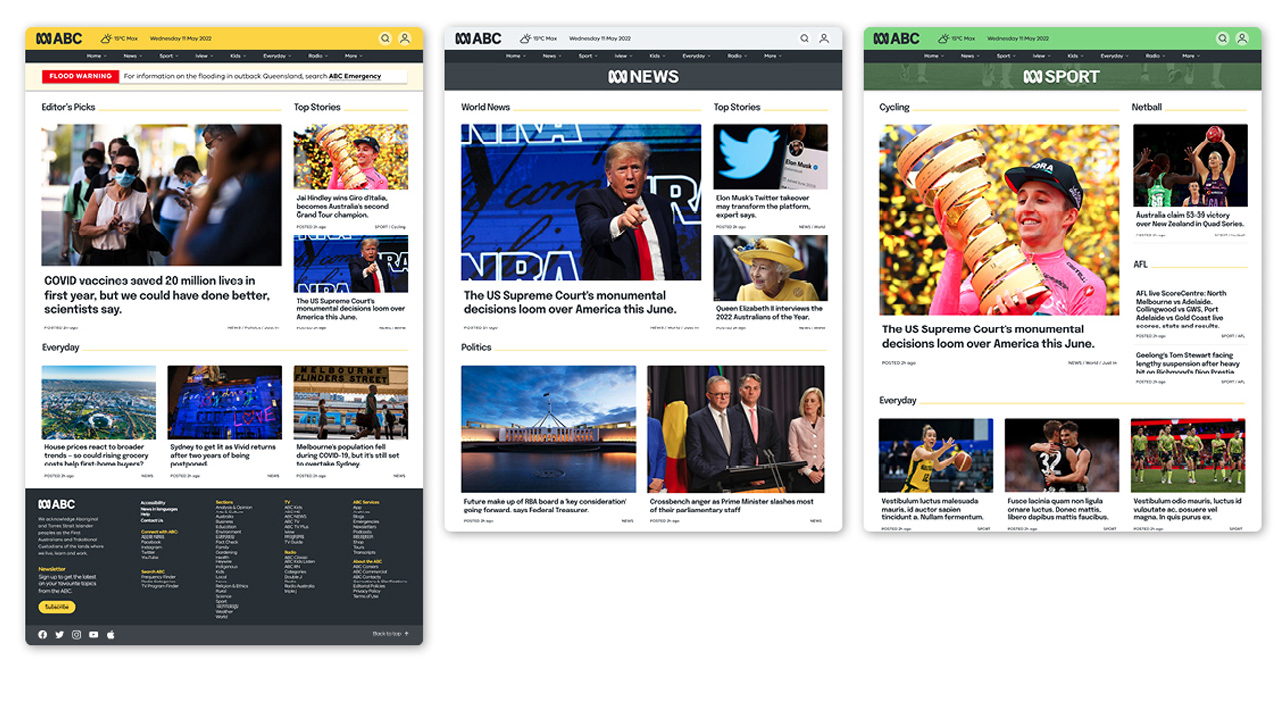 ABC
15°C Max
Wednesday 11 May 2022
Home
News
Sport
iview
Kids
Everyday
Radio
More
FLOOD WARNING
For information on the flooding in outback Queensland, search ABC Emergency
Editor's Picks
COVID vaccines saved 20 million lives in
first year, but we could have done better,
scientists say.
POSTED 2h ago
Top Stories
Jai Hindley wins Giro d'Italia,
becomes Australia's second
Grand Tour champion.
POSTED 2h ago
SPORT / Cycling
NRA
The US Supreme Court's
monumental decisions loom over
America this June.
Everyday
House prices react to broader
trends – so could rising grocery
costs help first-home buyers?
POSTED 2h ago
NEWS
LOVE
Sydney to get lit as Vivid returns
after two years of being
postponed
POSTED 2h ago
NEWS
MELBOURNE
FLINDERS STREET
Melbourne's population fell
during COVID-19, but it's still set
to overtake Sydney
POSTED 2h ago
NEWS
ABC
We acknowledge Aboriginal
and Torres Strait Islander
peoples as the First
Australians and Traditional
Custodians of the lands where
we live, learn and work.
Newsletter
Sign up to get the latest
on your favourite topics
from the ABC.
Subscribe
Accessibility
News in languages
Help
Contact Us
Connect with ABC
Facebook
Instagram
Twitter
YouTube
Search ABC
Frequency Finder
TV Program Finder
Sections
Analysis & Opinion
Australia
Business
Education
Environment
Fact Check
Family
Gardening
Health
Heywire
Indigenous
Kids
Local
Religion & Ethics
Rural
Science
Sport
Weather
World
TV
ABC Kids
ABC ME
ABC NEWS
ABC TV
ABC TV Plus
iview
TV Guide
Radio
ABC Classic
ABC Kids Listen
ABC RN
Categories
Double J
Radio Australia
triple j
ABC Services
App
Blogs
Emergencies
Newsletters
Podcasts
Shop
Tours
Transcripts
About the ABC
ABC Careers
ABC Commercial
ABC Contacts
Editorial Policies
Privacy Policy
Terms of Use
Back to top
ABC
15°C Max
Wednesday 11 May 2022
Home
News
Sport
iview
Kids
Everyday
Radio
More
NEWS
World News
NRA
The US Supreme Court's monumental
decisions loom over America this June.
Top Stories
Elon Musk
Elon Musk's Twitter takeover
may transform the platform,
expert says.
POSTED 2h ago
NEWS / World
Queen Elizabeth II interviews the
2022 Australians of the Year.
Politics
Future make up of RBA board a 'key consideration'
going forward, says Federal Treasurer.
POSTED 2h ago
NEWS
Crossbench anger as Prime Minister slashes most
of their parliamentary staff
POSTED 2h ago
NEWS
ABC
15°C Max
Wednesday 11 May 2022
Home
News
Sport
iview
Kids
Everyday
Radio
More
SPORT
Cycling
The US Supreme Court's monumental
decisions loom over America this June.
POSTED 2h ago
NEWS / World / Just In
Netball
Australia claim 53-39 victory
over New Zealand in Quad Series.
AFL
AFL live ScoreCentre: North
Melbourne vs Adelaide,
Collingwood vs GWS, Port
Adelaide vs Gold Coast live
scores, stats and results.
POSTED 2h ago
SPORT / AFL
Geelong's Tom Stewart facing
lengthy suspension after heavy
hit on Richmond's Dion Prestia
POSTED 2h ago
SPORT / AFL
Everyday
Vestibulum luctus malesuada
mauris, id auctor sapien
tincidunt a. Nullam fermentum,
POSTED 2h ago
SPORT
32
Fusce lacinia quam non ligula
ornare luctus. Donec mattis,
libero dapibus mattis faucibus.
POSTED 2h ago
SPORT
Vestibulum odio mauris, luctus id
vulputate ac, posuere vel
magna. In quis purus ex.
POSTED 2h ago
SPORT